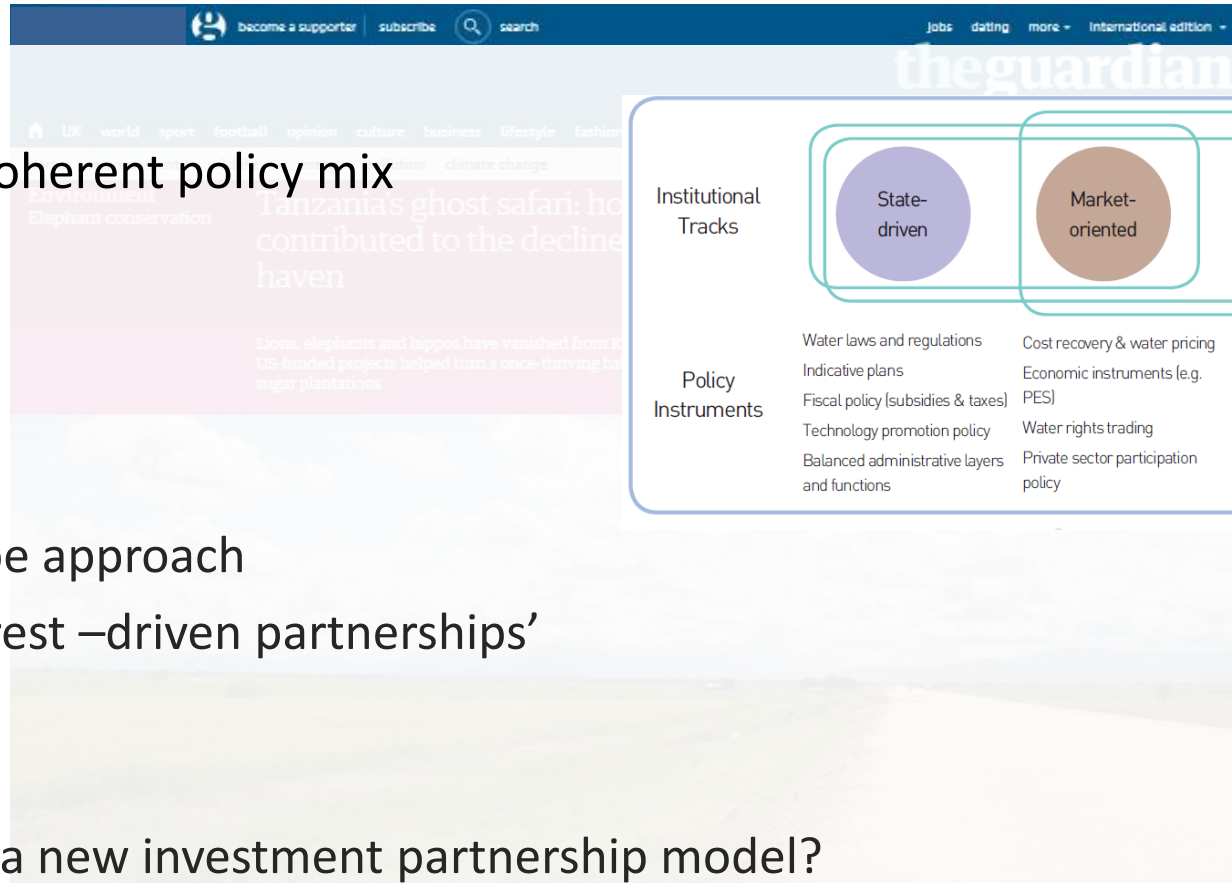 become a supporter subscribe search jobs dating more international edition
theguardian
UK world sport football opinion culture business lifestyle fashion
climate change
oherent policy mix
Environment
Elephant conservation
Tanzania's ghost safari: ho
contributed to the decline
haven
Lions, elephants and hippos have vanished from K
US-funded projects helped turn a once-thriving ha
sugar plantations
Institutional
Tracks
State-
driven
Market-
oriented
Policy
Instruments
Water laws and regulations
Indicative plans
Fiscal policy (subsidies & taxes)
Technology promotion policy
Balanced administrative layers
and functions
Cost recovery & water pricing
Economic instruments (e.g.
PES)
Water rights trading
Private sector participation
policy
pe approach
rest –driven partnerships’
a new investment partnership model?